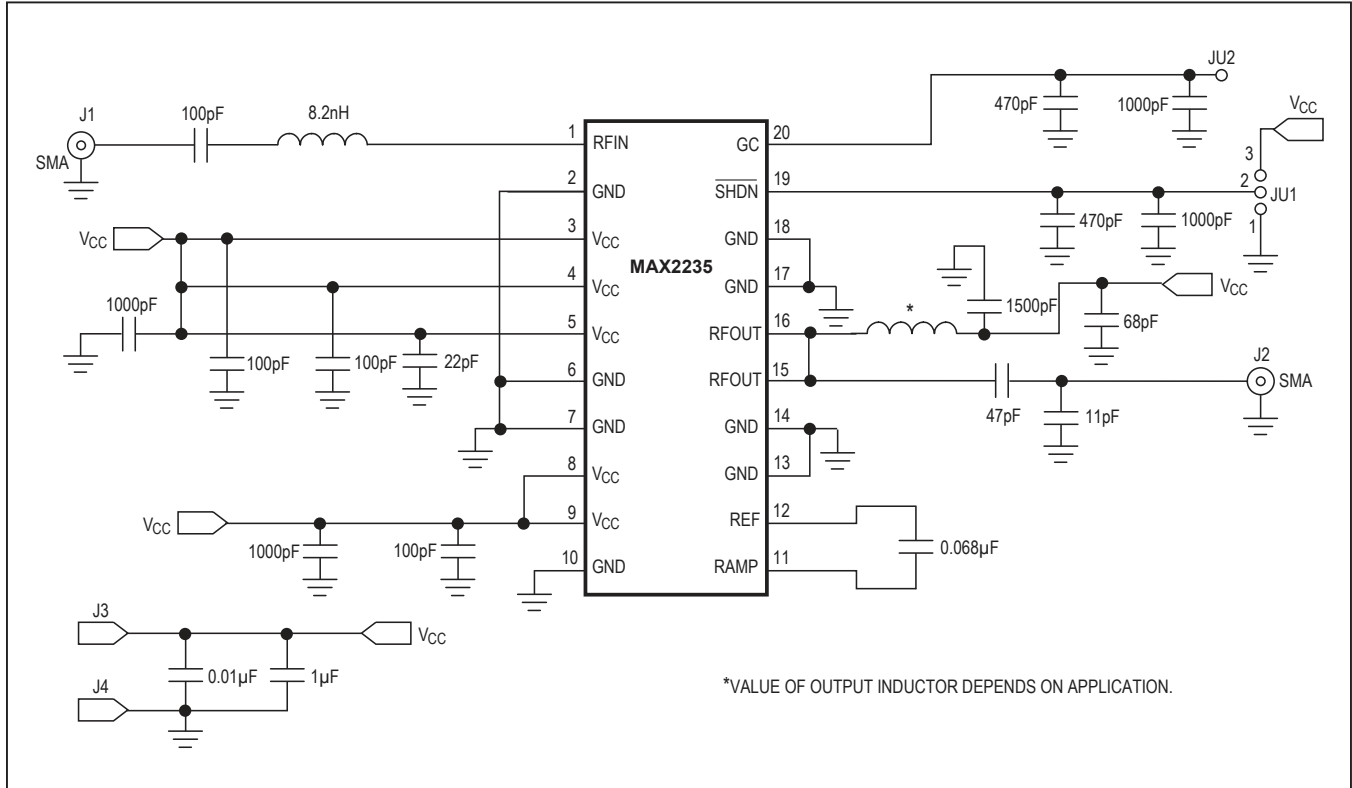 JU2
J1
100pF
8.2nH
470pF
1000pF
VCC
1
RFIN
GC
20
3
SMA
2
GND
SHDN
19
2
JU1
470pF
1000pF
1
VCC
3
VCC
GND
18
MAX2235
4
VCC
GND
17
1000pF
1500pF
VCC
*
5
VCC
RFOUT
16
68pF
100pF
100pF
22pF
J2
6
GND
RFOUT
15
SMA
47pF
11pF
7
GND
GND
14
8
VCC
GND
13
VCC
9
VCC
REF
12
1000pF
100pF
0.068µF
10
GND
RAMP
11
J3
VCC
0.01µF
1µF
J4
*VALUE OF OUTPUT INDUCTOR DEPENDS ON APPLICATION.